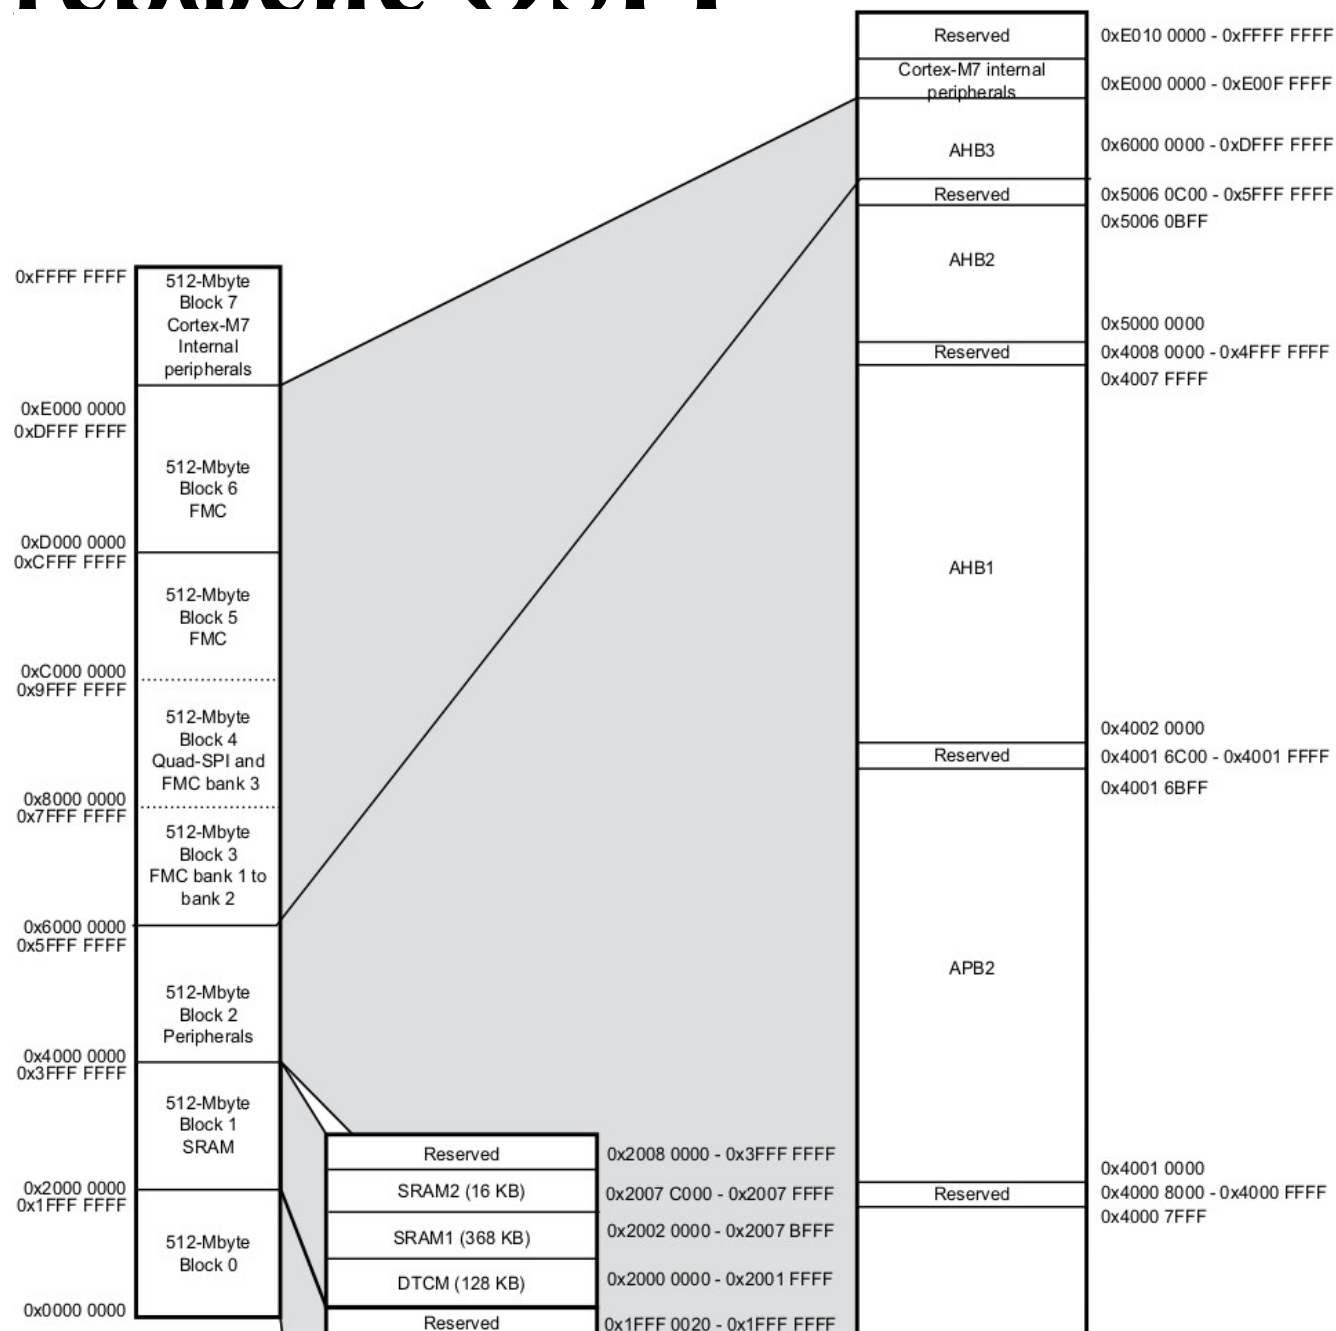 Reserved
0xE010 0000 - 0xFFFF FFFF
Cortex-M7 internal
peripherals
0xE000 0000 - 0xE00F FFFF
AHB3
0x6000 0000 - 0xDFFF FFFF
Reserved
0x5006 0C00 - 0x5FFF FFFF
0x5006 0BFF
AHB2
0x5000 0000
Reserved
0x4008 0000 - 0x4FFF FFFF
0x4007 FFFF
AHB1
0x4002 0000
Reserved
0x4001 6C00 - 0x4001 FFFF
0x4001 6BFF
APB2
0x4001 0000
Reserved
0x4000 8000 - 0x4000 FFFF
0x4000 7FFF
0xFFFF FFFF
512-Mbyte
Block 7
Cortex-M7
Internal
peripherals
0xE000 0000
0xDFFF FFFF
512-Mbyte
Block 6
FMC
0xD000 0000
0xCFFF FFFF
512-Mbyte
Block 5
FMC
0xC000 0000
0x9FFF FFFF
512-Mbyte
Block 4
Quad-SPI and
FMC bank 3
0x8000 0000
0x7FFF FFFF
512-Mbyte
Block 3
FMC bank 1 to
bank 2
0x6000 0000
0x5FFF FFFF
512-Mbyte
Block 2
Peripherals
0x4000 0000
0x3FFF FFFF
512-Mbyte
Block 1
SRAM
0x2000 0000
0x1FFF FFFF
512-Mbyte
Block 0
0x0000 0000
Reserved
0x2008 0000 - 0x3FFF FFFF
SRAM2 (16 KB)
0x2007 C000 - 0x2007 FFFF
SRAM1 (368 KB)
0x2002 0000 - 0x2007 BFFF
DTCM (128 KB)
0x2000 0000 - 0x2001 FFFF
Reserved
0x1FFF 0020 - 0x1FFF FFFF